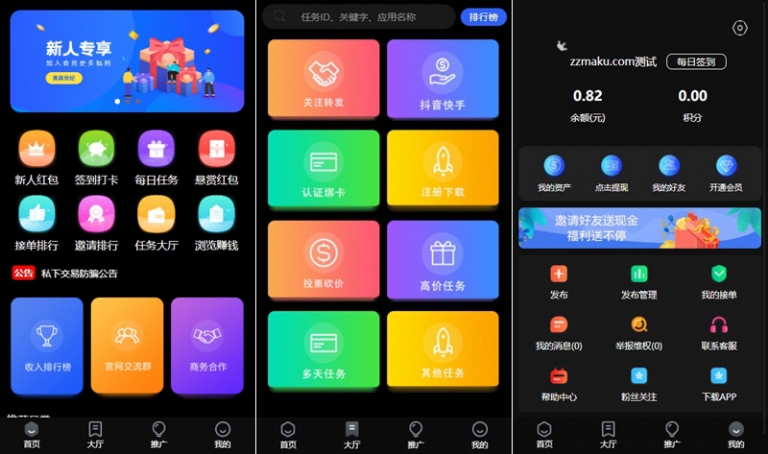 新人专享
加入会员更多福利
新人红包
签到打卡
每日任务
悬赏红包
接单排行
邀请排行
任务大厅
浏览赚钱
公告
私下交易防骗公告
收入排行榜
官网交流群
商务合作
首页
大厅
推广
我的
任务ID、关键字、应用名称
排行榜
关注转发
抖音快手
认证绑卡
注册下载
投票砍价
高价任务
多天任务
其他任务
首页
大厅
推广
我的
zzmaku.com测试
每日签到
0.82
0.00
余额(元)
积分
我的资产
点击提现
我的好友
开通会员
邀请好友送现金
福利送不停
发布
发布管理
我的接单
我的消息(0)
举报维权(0)
联系客服
帮助中心
粉丝关注
下载APP
首页
大厅
推广
我的